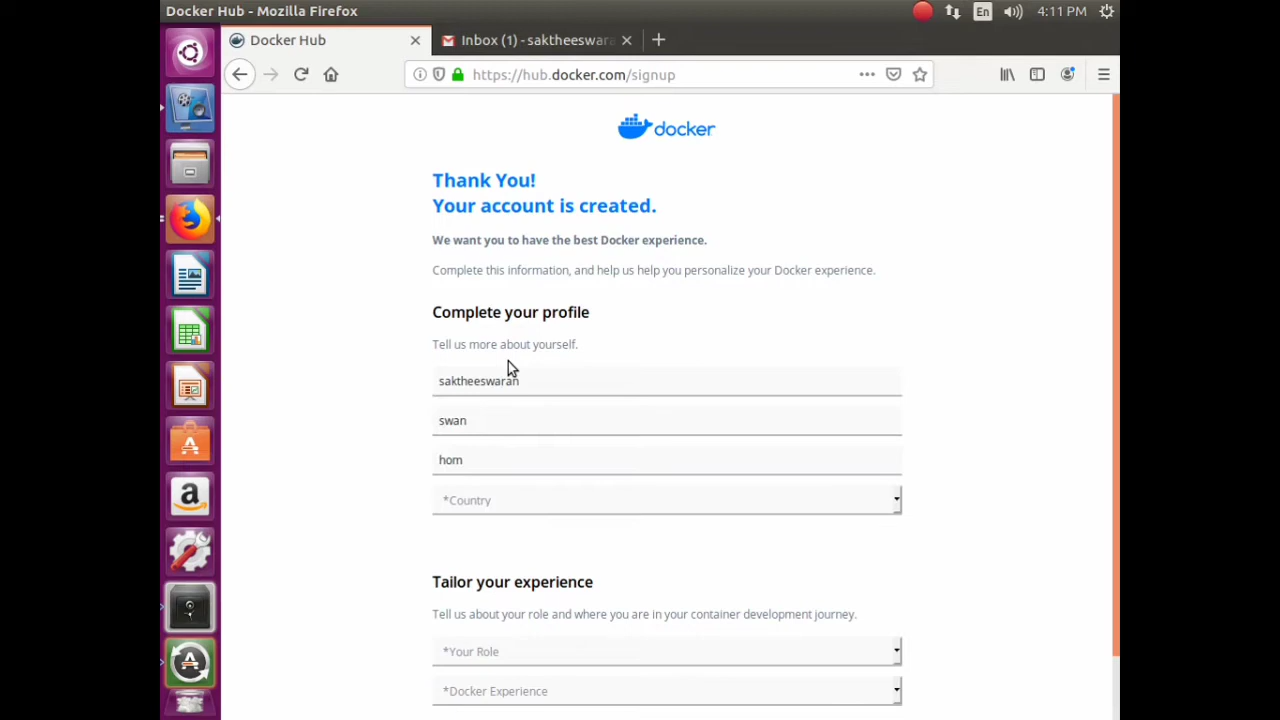 Docker Hub - Mozilla Firefox
En
4:11 PM
Docker Hub
Inbox (1) - saktheeswara
https://hub.docker.com/signup
docker
Thank You!
Your account is created.
We want you to have the best Docker experience.
Complete this information, and help us help you personalize your Docker experience.
Complete your profile
Tell us more about yourself.
saktheeswaran
swan
hom
*Country
Tailor your experience
Tell us about your role and where you are in your container development journey.
*Your Role
*Docker Experience